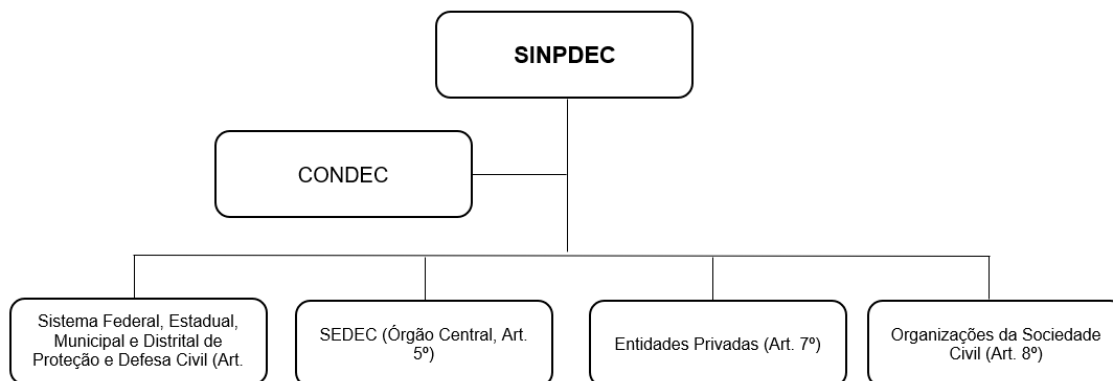 SINPDEC
CONDEC
Sistema Federal, Estadual,
Municipal e Distrital de
Proteção e Defesa Civil (Art.
SEDEC (Órgão Central, Art.
5º)
Entidades Privadas (Art. 7º)
Organizações da Sociedade
Civil (Art. 8º)